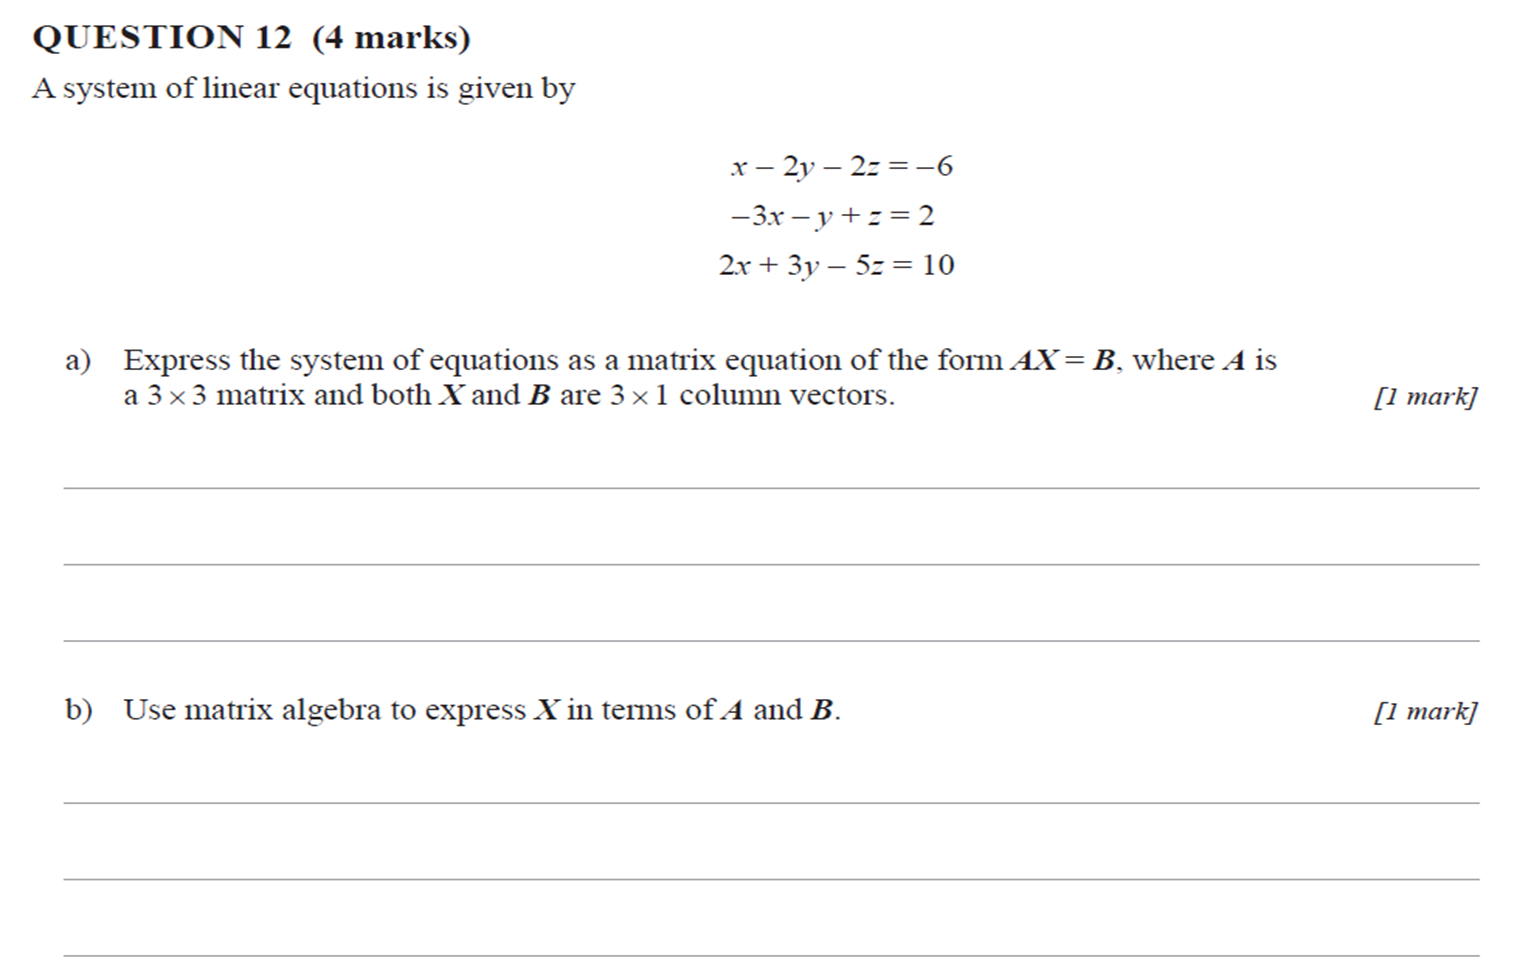 QUESTION 12 (4 marks)
A system of linear equations is given by
x – 2y – 2z = –6
–3x – y + z = 2
2x + 3y – 5z = 10
a) Express the system of equations as a matrix equation of the form AX = B, where A is
a 3 × 3 matrix and both X and B are 3 × 1 column vectors. [1 mark]
b) Use matrix algebra to express X in terms of A and B. [1 mark]